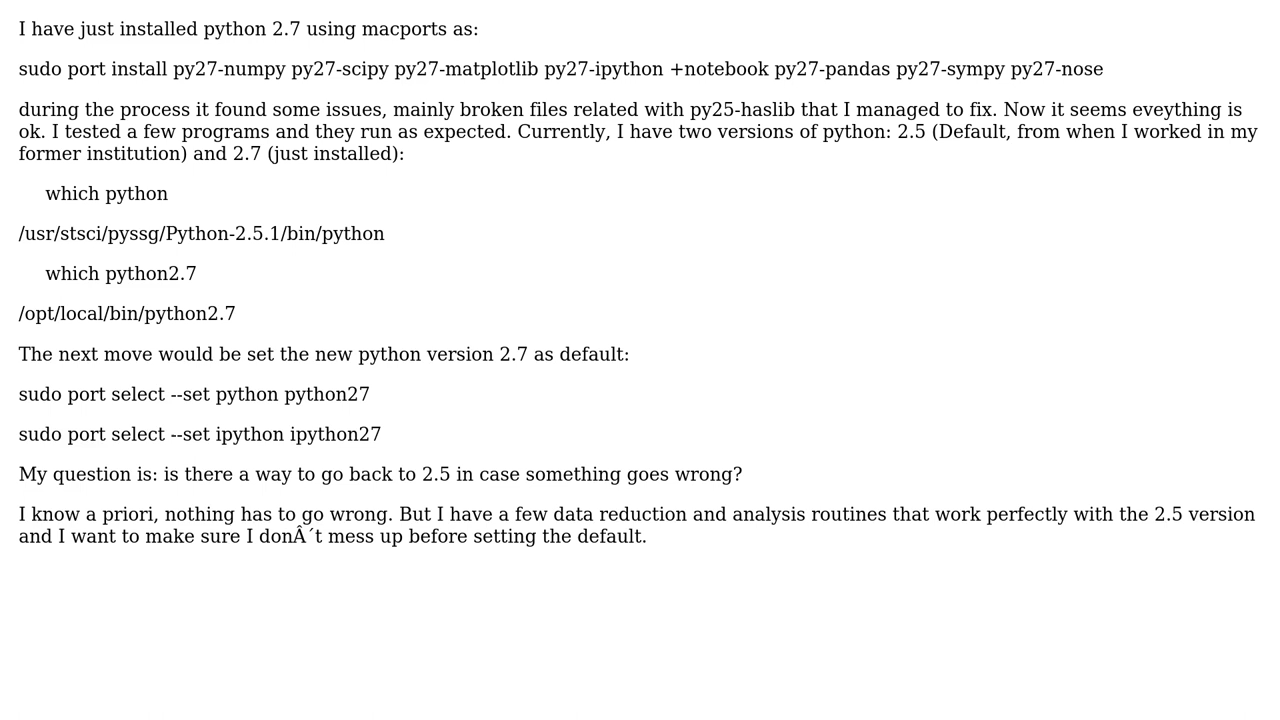 I have just installed python 2.7 using macports as:
sudo port install py27-numpy py27-scipy py27-matplotlib py27-ipython +notebook py27-pandas py27-sympy py27-nose
during the process it found some issues, mainly broken files related with py25-haslib that I managed to fix. Now it seems eveything is
ok. I tested a few programs and they run as expected. Currently, I have two versions of python: 2.5 (Default, from when I worked in my
former institution) and 2.7 (just installed):
which python
/usr/stsci/pyssg/Python-2.5.1/bin/python
which python2.7
/opt/local/bin/python2.7
The next move would be set the new python version 2.7 as default:
sudo port select --set python python27
sudo port select --set ipython ipython27
My question is: is there a way to go back to 2.5 in case something goes wrong?
I know a priori, nothing has to go wrong. But I have a few data reduction and analysis routines that work perfectly with the 2.5 version
and I want to make sure I donÂ´t mess up before setting the default.